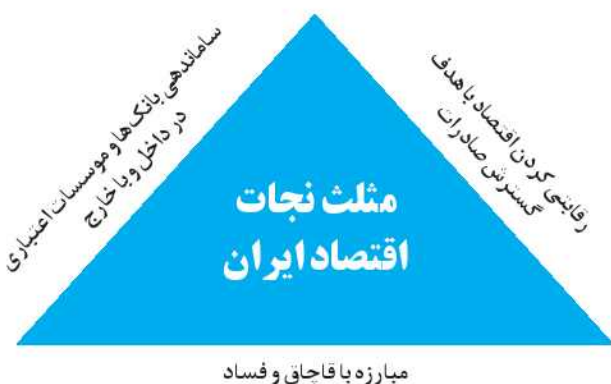 رقابتی کردن اقتصاد با هدف
گسترش صادرات
ساماندهی بانک‌ها و موسسات اعتباری
در داخل و با خارج
مثلث نجات
اقتصاد ایران
مبارزه با قاچاق و فساد